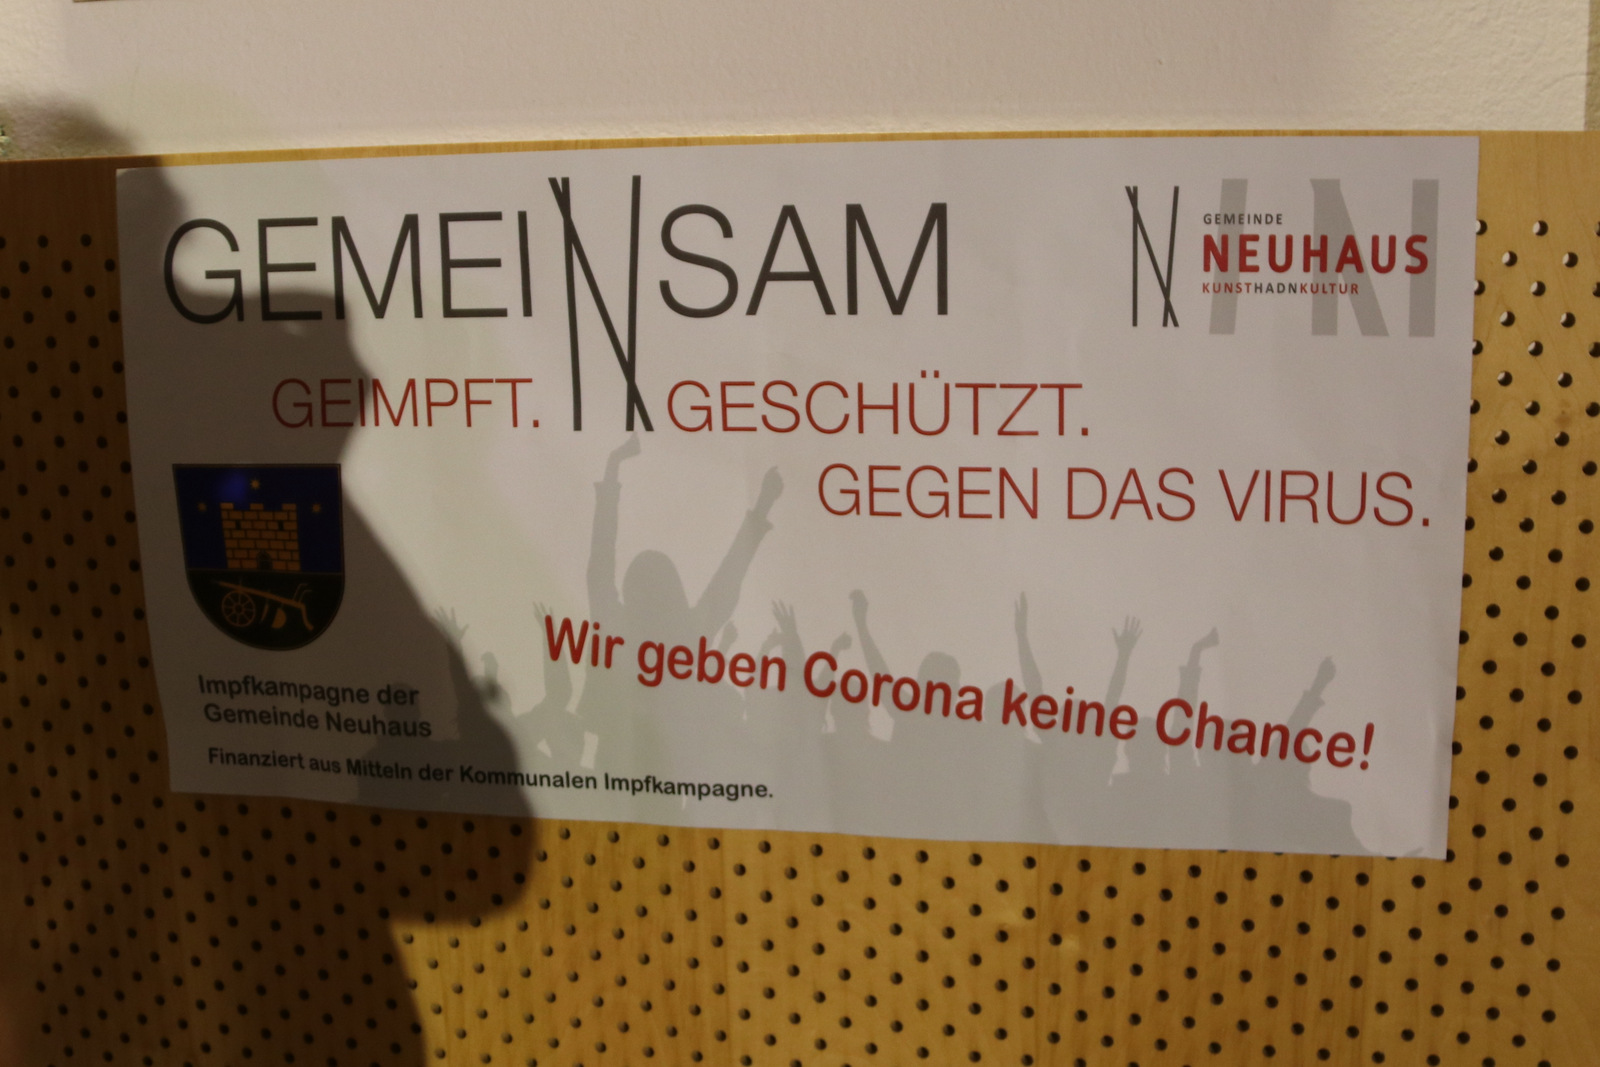 GEMEINSAM
GEMEINDE
NEUHAUS
KUNSTHADNKULTUR
GEIMPFT. GESCHÜTZT.
GEGEN DAS VIRUS.
Wir geben Corona keine Chance!
Impfkampagne der
Gemeinde Neuhaus
Finanziert aus Mitteln der Kommunalen Impfkampagne.